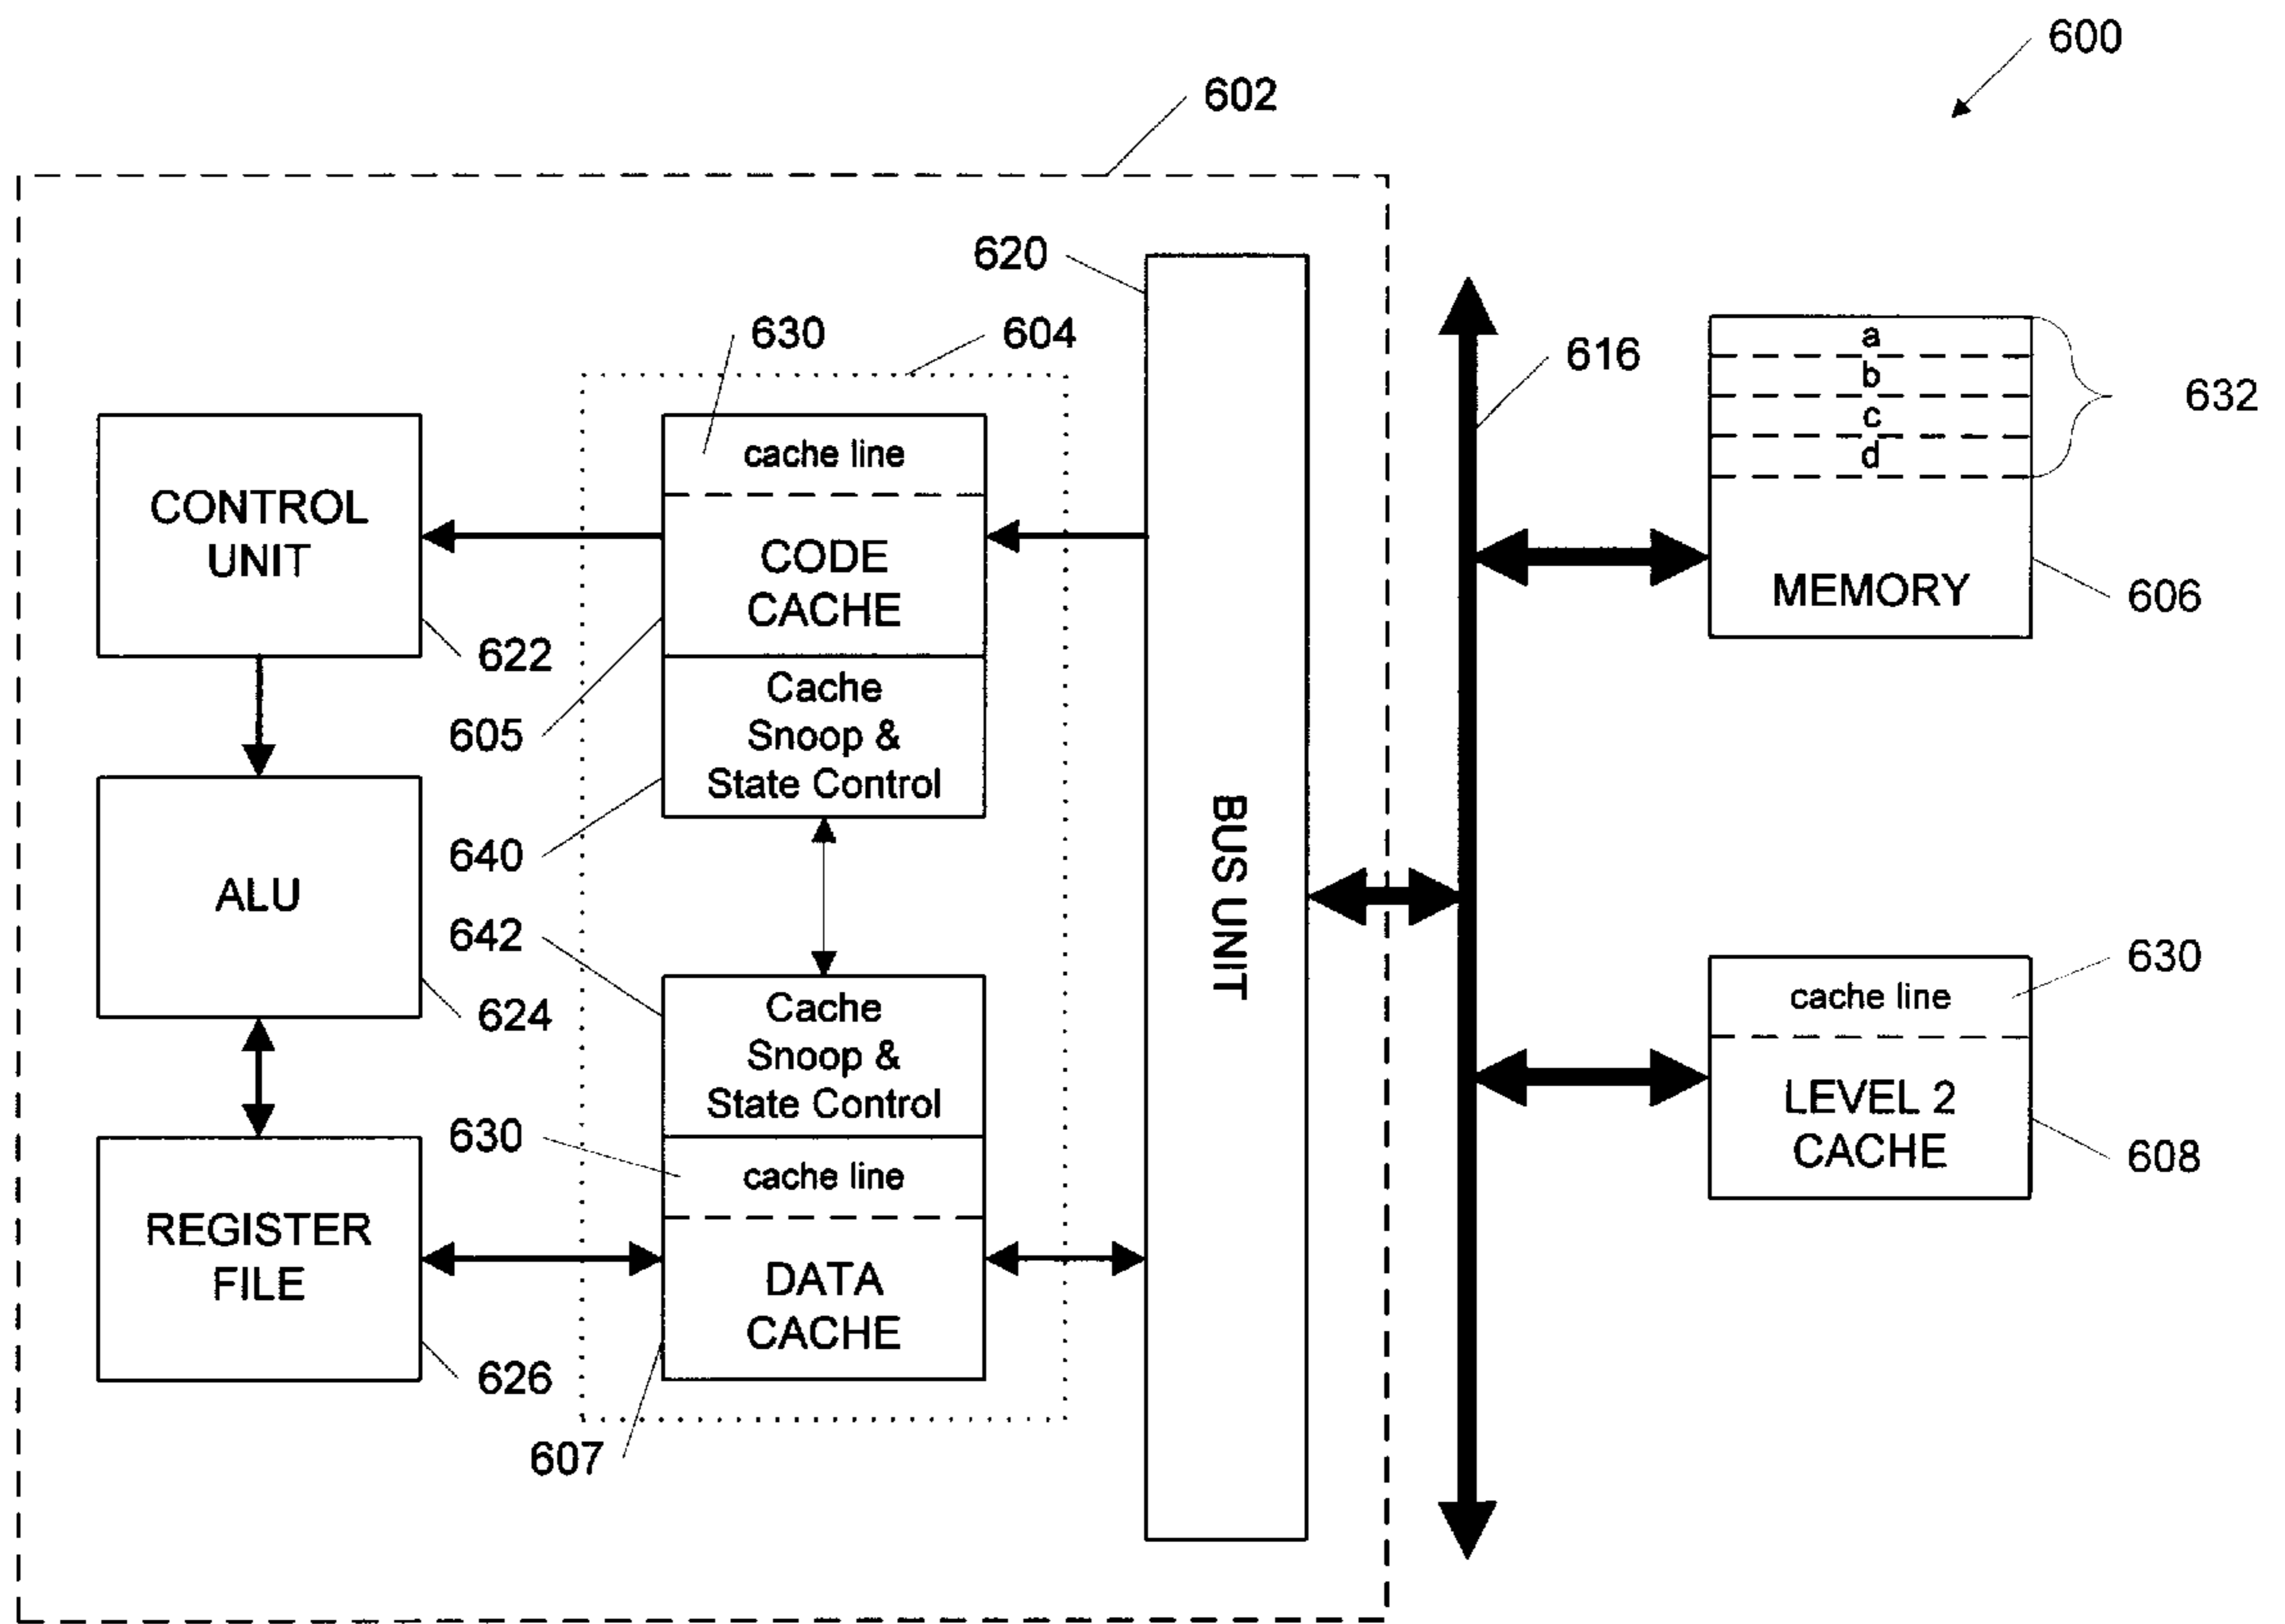 600
602
620
630
604
616
a
b
c
d
632
cache line
CONTROL
UNIT
CODE
CACHE
MEMORY
606
622
605
Cache
Snoop &
State Control
640
BUS UNIT
ALU
642
624
630
cache line
Cache
Snoop &
State Control
LEVEL 2
CACHE
608
630
cache line
REGISTER
FILE
DATA
CACHE
626
607